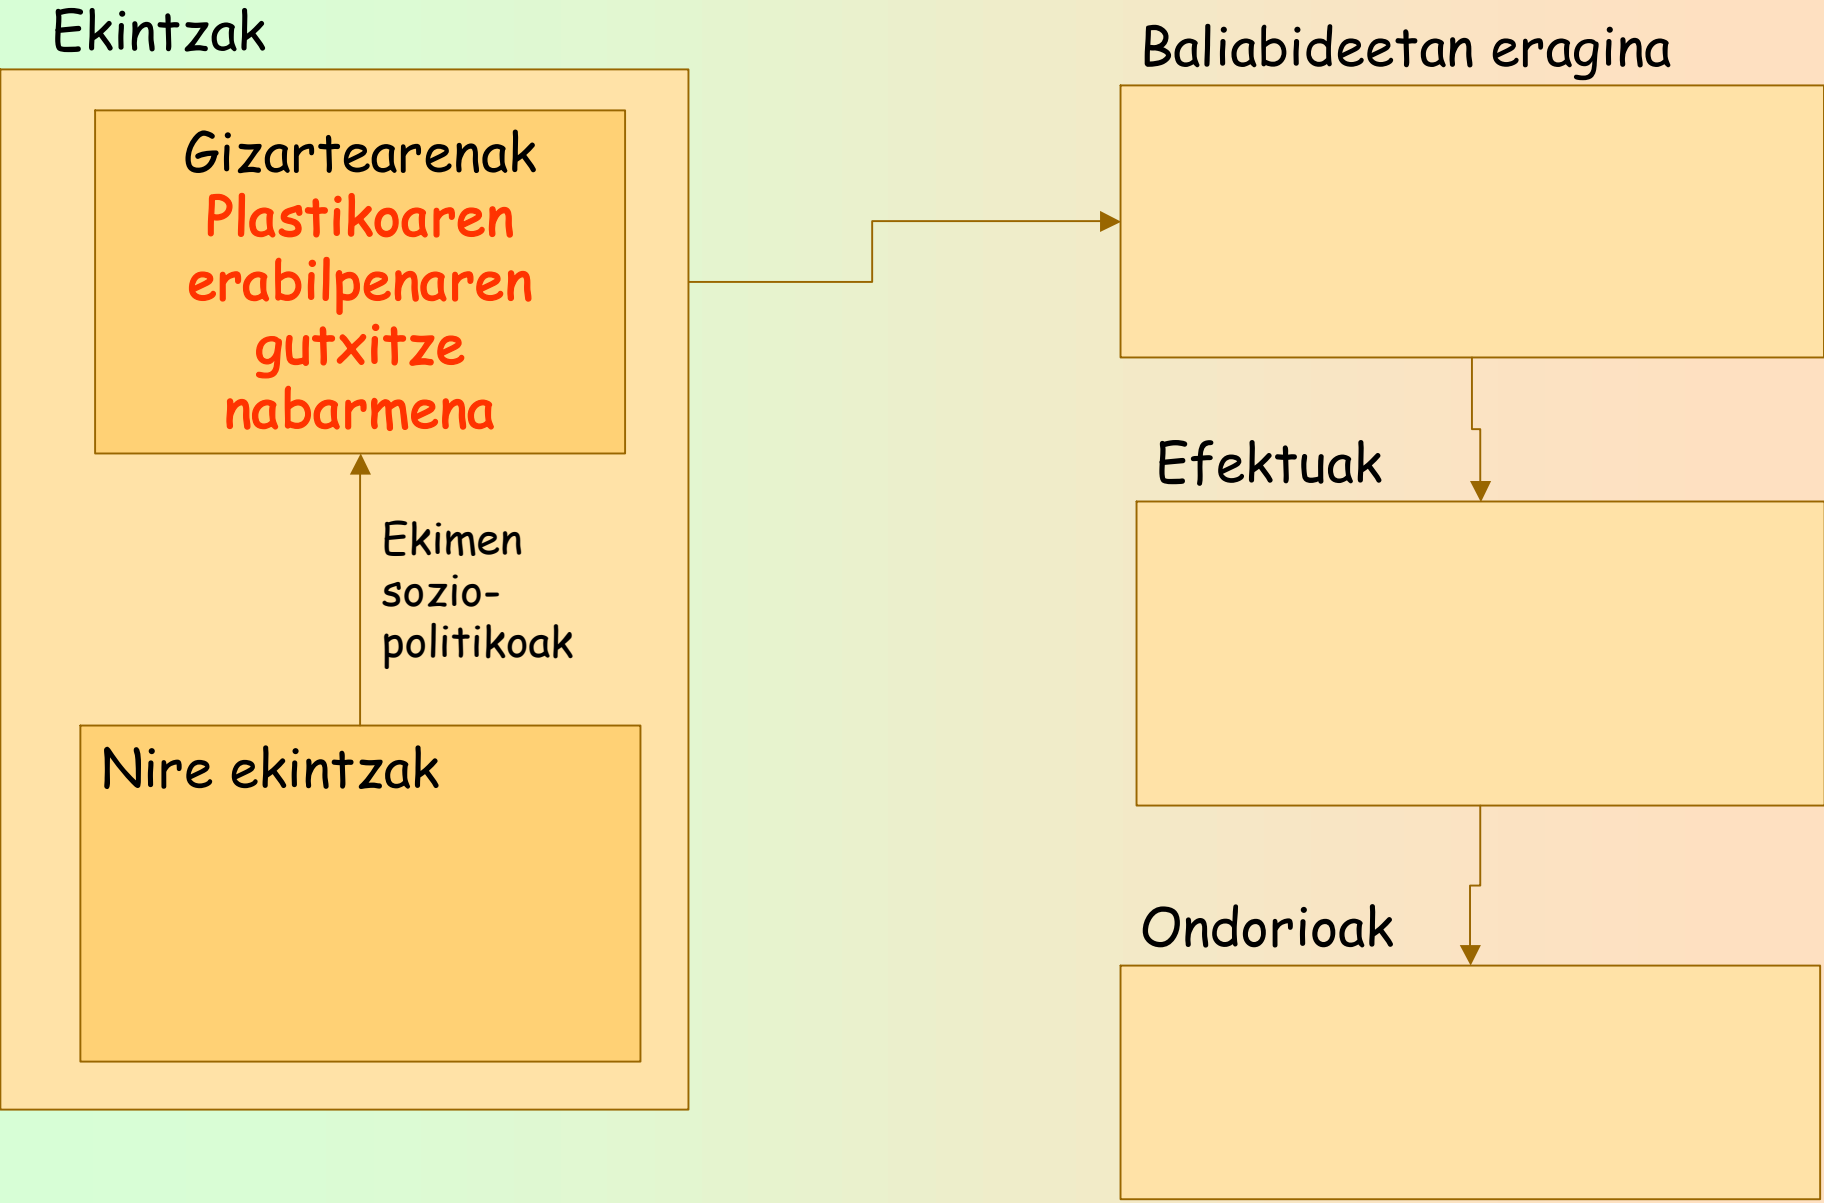 Ekintzak
Gizartearenak
Plastikoaren
erabilpenaren
gutxitze
nabarmena
Ekimen
sozio-
politikoak
Nire ekintzak
Baliabideetan eragina
Efektuak
Ondorioak